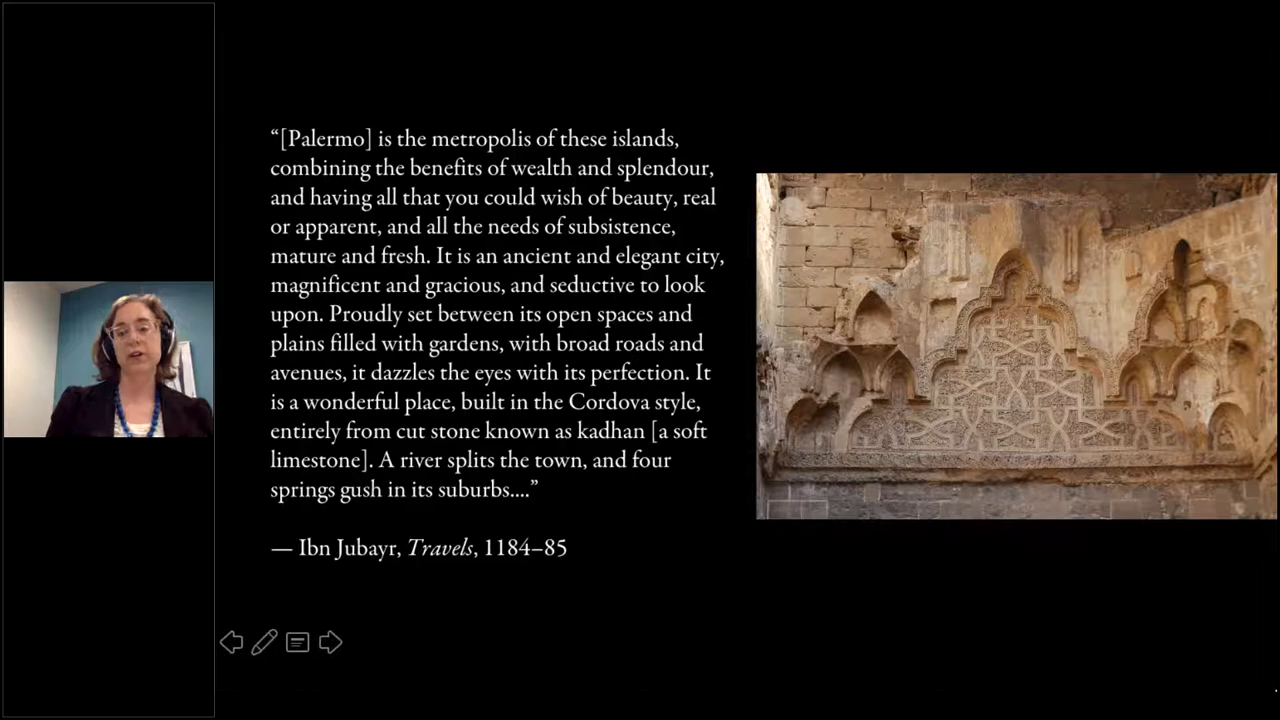 “[Palermo] is the metropolis of these islands,
combining the benefits of wealth and splendour,
and having all that you could wish of beauty, real
or apparent, and all the needs of subsistence,
mature and fresh. It is an ancient and elegant city,
magnificent and gracious, and seductive to look
upon. Proudly set between its open spaces and
plains filled with gardens, with broad roads and
avenues, it dazzles the eyes with its perfection. It
is a wonderful place, built in the Cordova style,
entirely from cut stone known as kadhan [a soft
limestone]. A river splits the town, and four
springs gush in its suburbs....”
— Ibn Jubayr, Travels, 1184–85